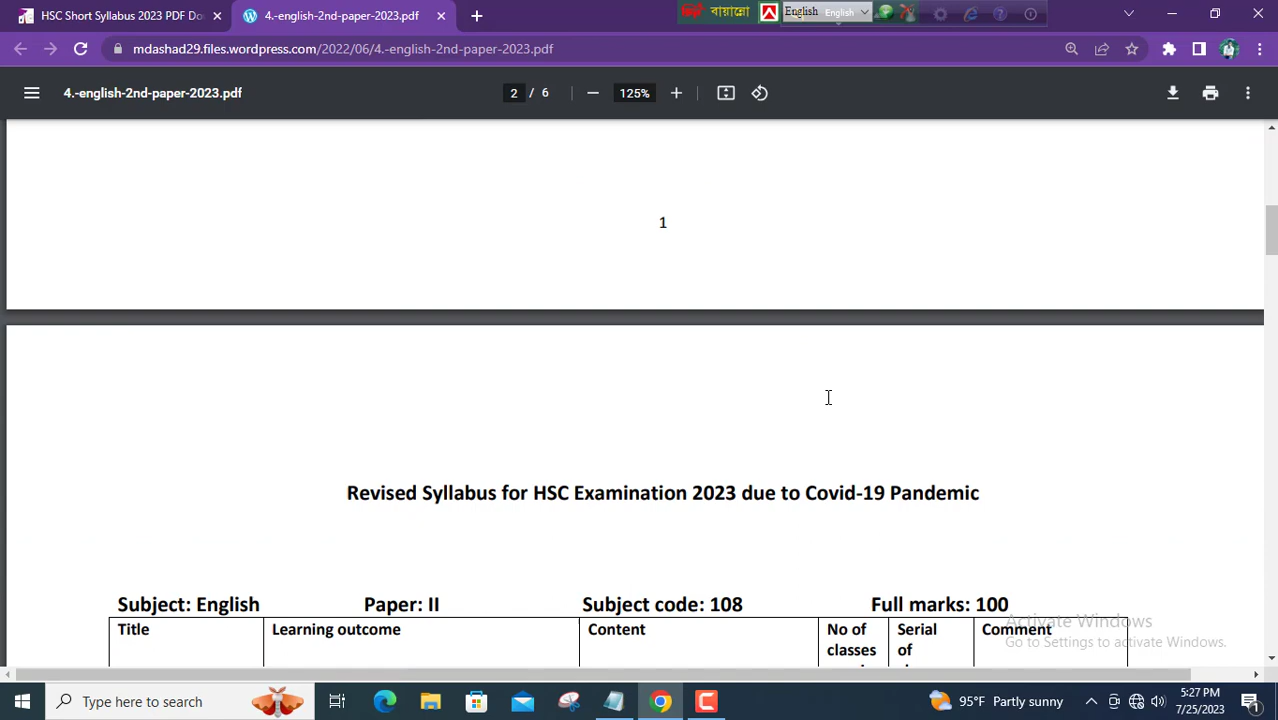 HSC Short Syllabus 2023 PDF Do
4.-english-2nd-paper-2023.pdf
বায়ান্নো
English
English
mdashad29.files.wordpress.com/2022/06/4.-english-2nd-paper-2023.pdf
4.-english-2nd-paper-2023.pdf
2 / 6
125%
1
Revised Syllabus for HSC Examination 2023 due to Covid-19 Pandemic
Subject: English Paper: II Subject code: 108 Full marks: 100
Title Learning outcome Content No of Serial Comment
classes of
Activate Windows
Go to Settings to activate Windows.
Type here to search
95°F Partly sunny
5:27 PM
7/25/2023
1